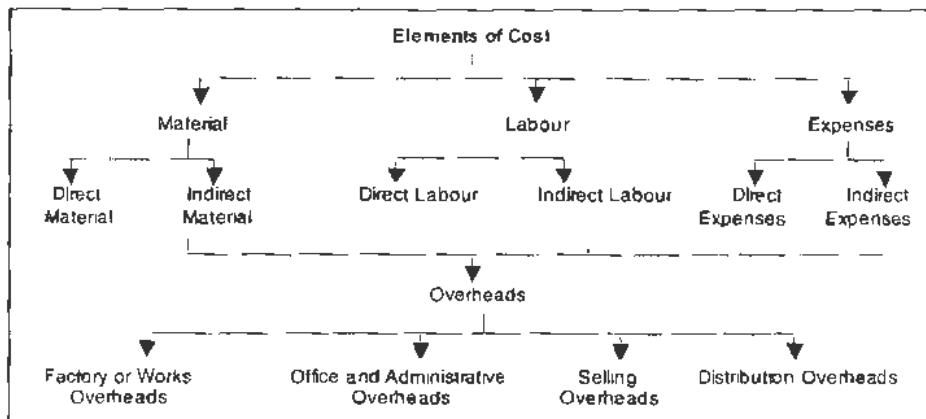 Elements of Cost
Material Labour Expenses
Direct Material
Indirect Material
Direct Labour
Indirect Labour
Direct Expenses
Indirect Expenses
Overheads
Factory or Works Overheads
Office and Administrative Overheads
Selling Overheads
Distribution Overheads